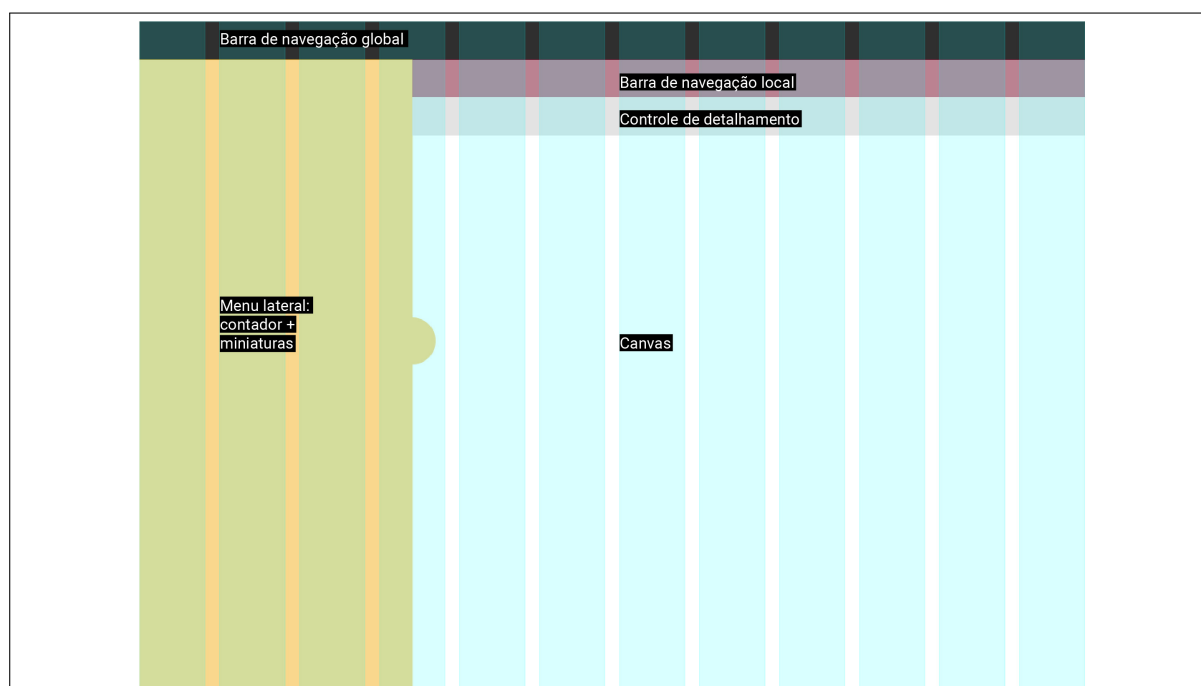 Barra de navegação global
Barra de navegação local
Controle de detalhamento
Menu lateral:
contador +
miniaturas
Canvas